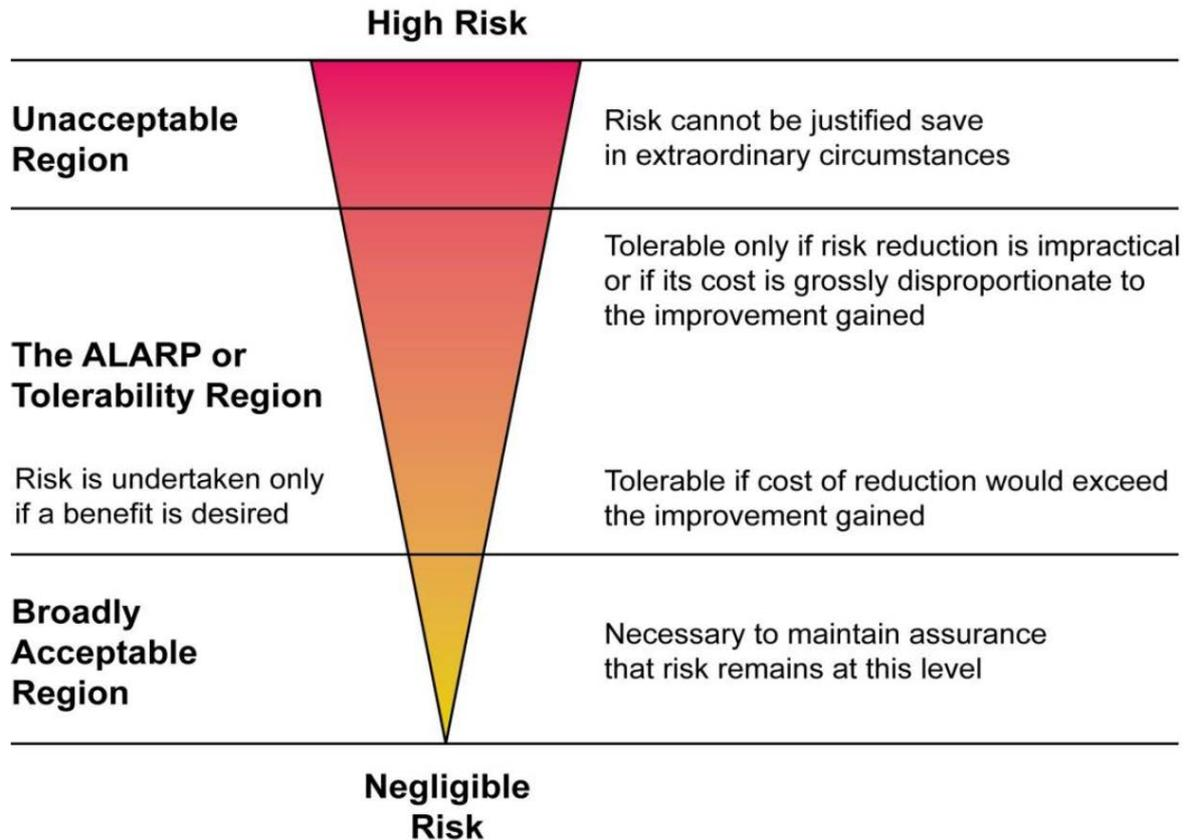 High Risk
Unacceptable
Region
Risk cannot be justified save
in extraordinary circumstances
Tolerable only if risk reduction is impractical
or if its cost is grossly disproportionate to
the improvement gained
The ALARP or
Tolerability Region
Risk is undertaken only
if a benefit is desired
Tolerable if cost of reduction would exceed
the improvement gained
Broadly
Acceptable
Region
Necessary to maintain assurance
that risk remains at this level
Negligible
Risk